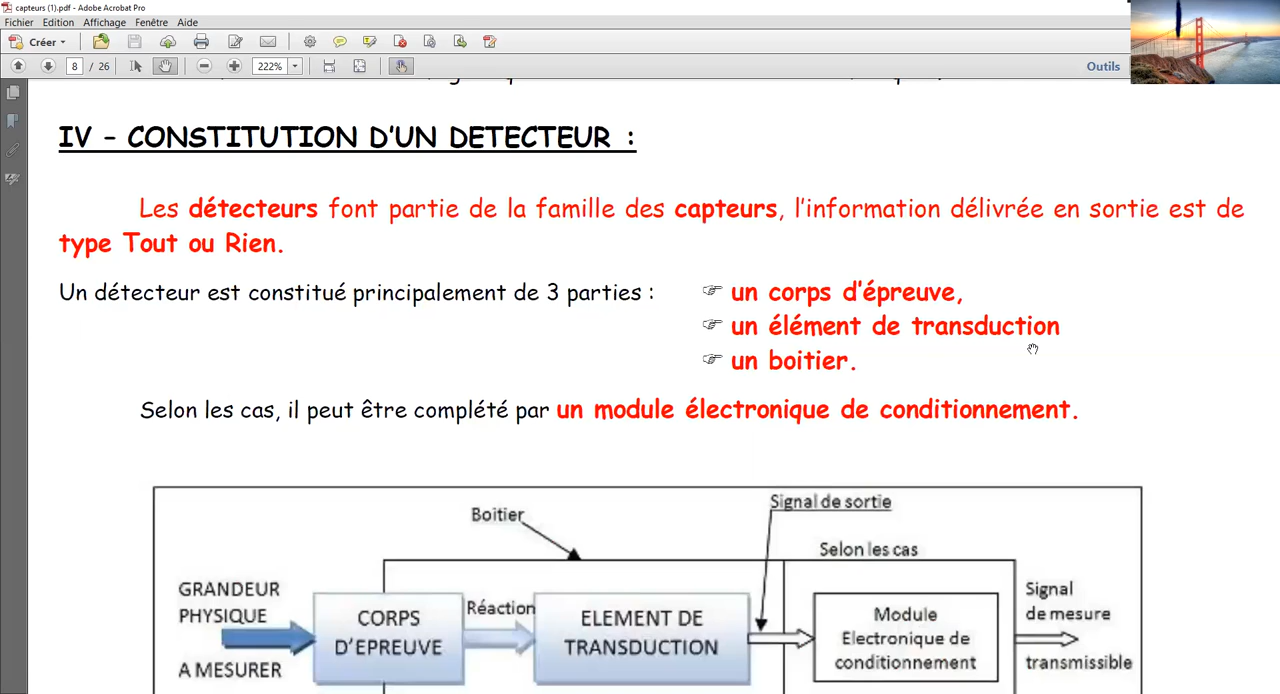 capteurs (1).pdf - Adobe Acrobat Pro
Fichier Edition Affichage Fenêtre Aide
Créer
8 / 26 222% Outils
IV – CONSTITUTION D'UN DETECTEUR :
Les détecteurs font partie de la famille des capteurs, l'information délivrée en sortie est de
type Tout ou Rien.
Un détecteur est constitué principalement de 3 parties : ☞ un corps d'épreuve,
☞ un élément de transduction
☞ un boitier.
Selon les cas, il peut être complété par un module électronique de conditionnement.
Signal de sortie
Boitier
Selon les cas
GRANDEUR
PHYSIQUE
A MESURER
CORPS
D'EPREUVE
Réaction
ELEMENT DE
TRANSDUCTION
Module
Electronique de
conditionnement
Signal
de mesure
transmissible